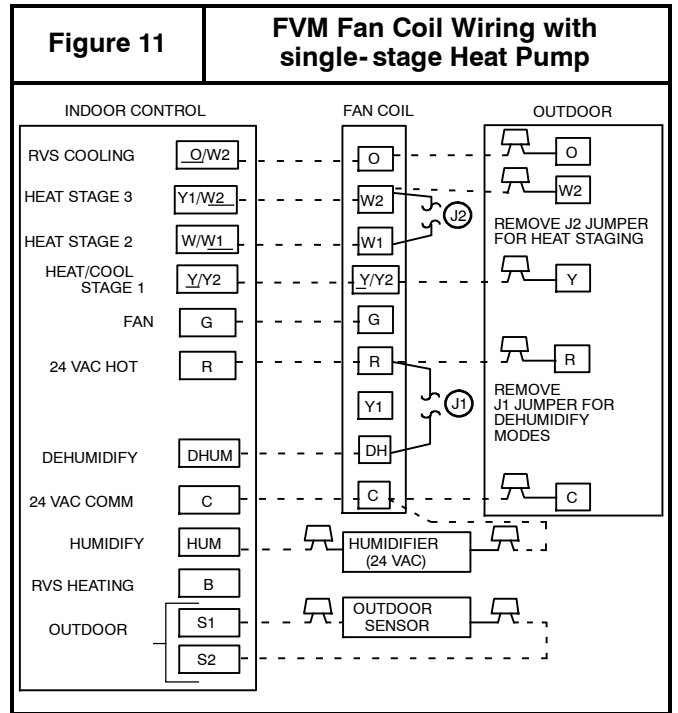 Figure 11
FVM Fan Coil Wiring with
single-stage Heat Pump
INDOOR CONTROL
FAN COIL
OUTDOOR
RVS COOLING
O/W2
O
O
HEAT STAGE 3
Y1/W2
W2
W2
J2
REMOVE J2 JUMPER
FOR HEAT STAGING
HEAT STAGE 2
W/W1
W1
HEAT/COOL
STAGE 1
Y/Y2
Y/Y2
Y
FAN
G
G
24 VAC HOT
R
R
R
Y1
J1
REMOVE
J1 JUMPER FOR
DEHUMIDIFY
MODES
DEHUMIDIFY
DHUM
DH
24 VAC COMM
C
C
C
HUMIDIFY
HUM
HUMIDIFIER
(24 VAC)
RVS HEATING
B
OUTDOOR
S1
S2
OUTDOOR
SENSOR